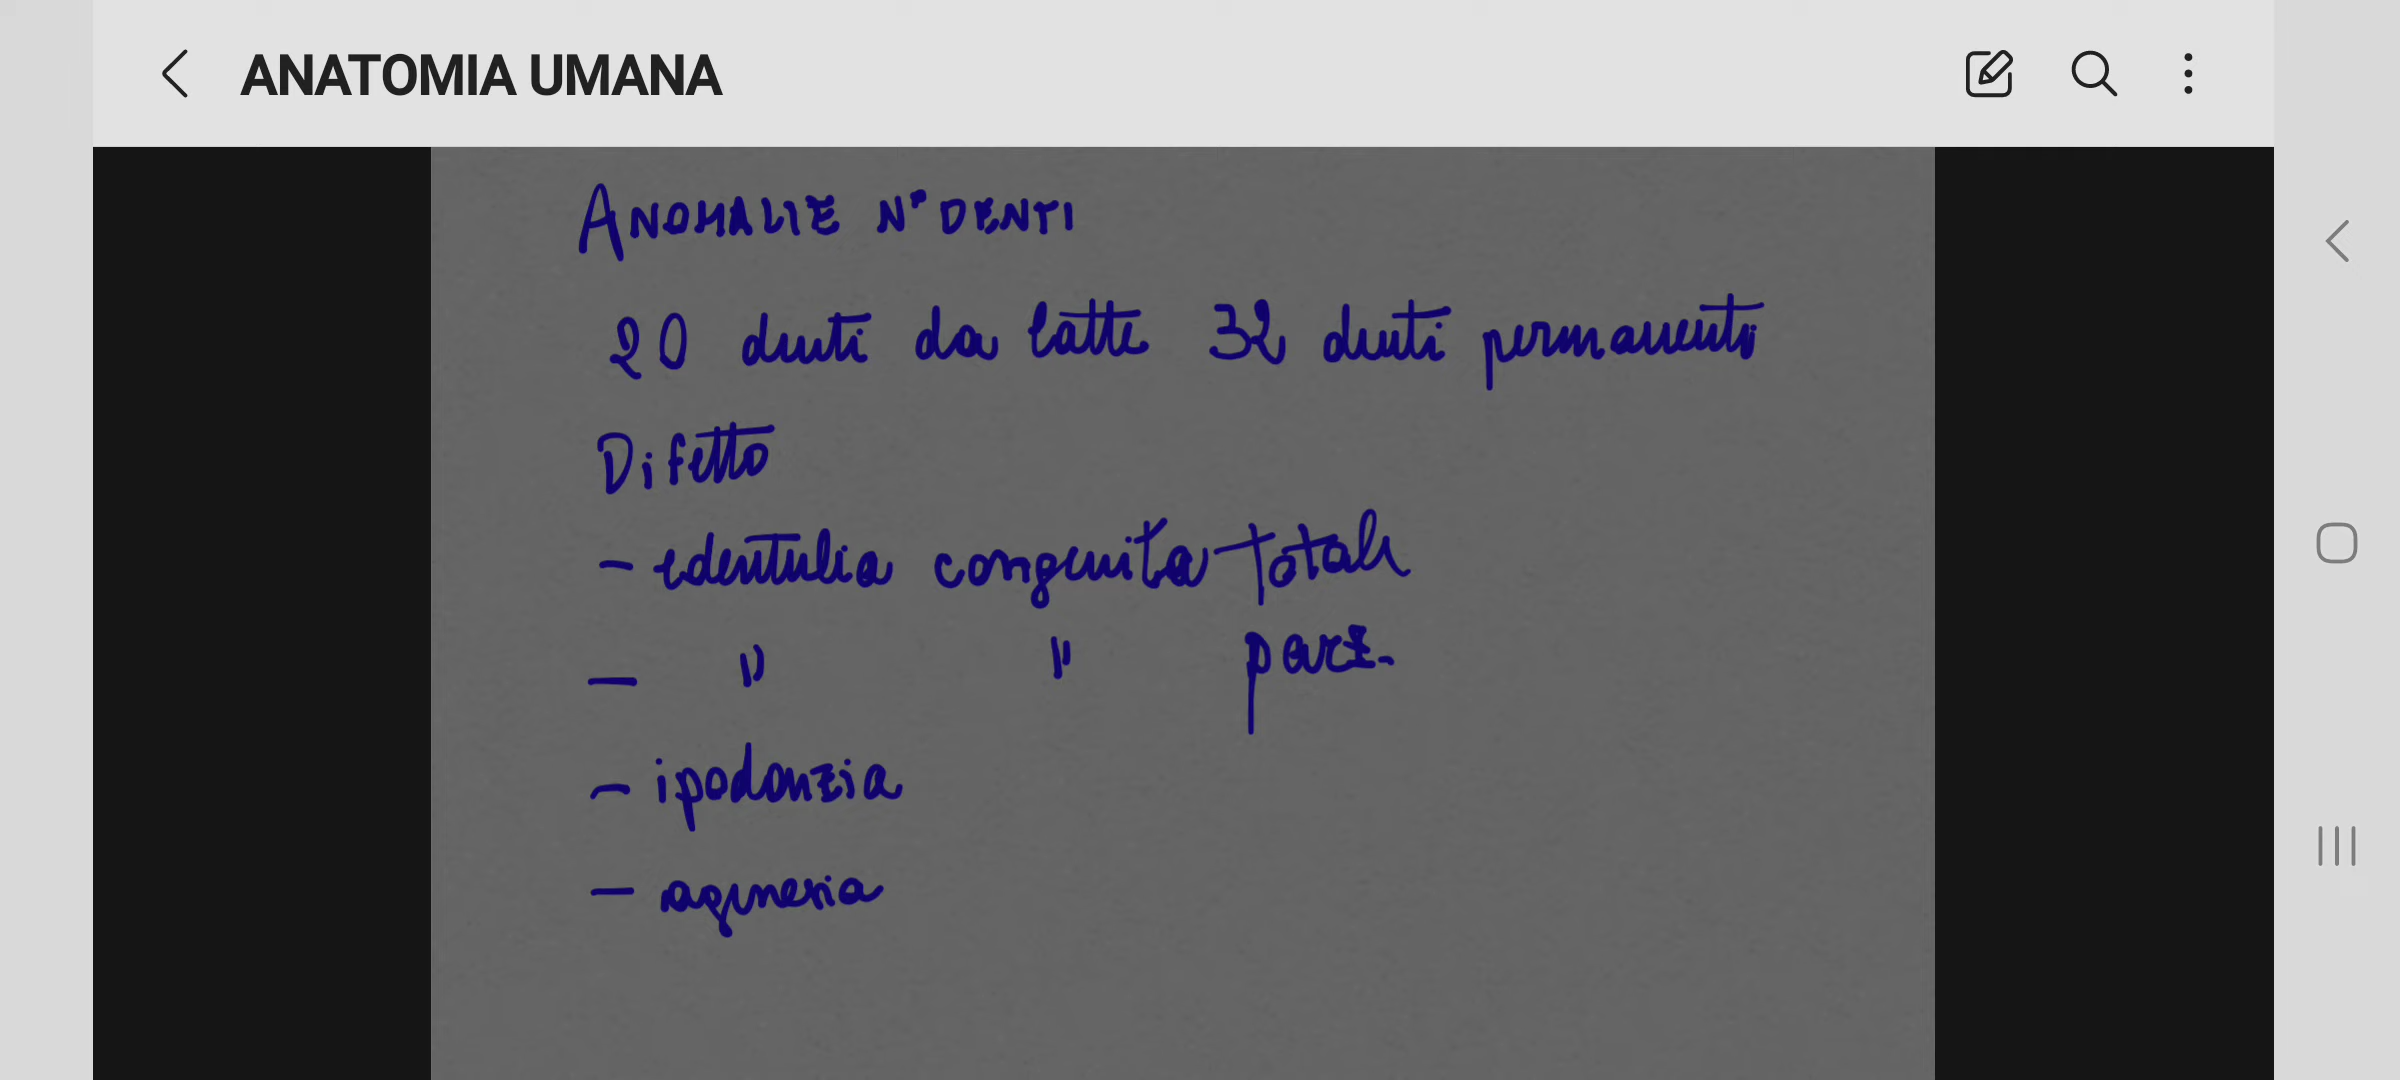 ANATOMIA UMANA
ANOMALIE N° DENTI
20 denti da latte 32 denti permanenti
Difetto
- edentulia congenita totale
- " " parz.
- ipodonzia
- agenesia